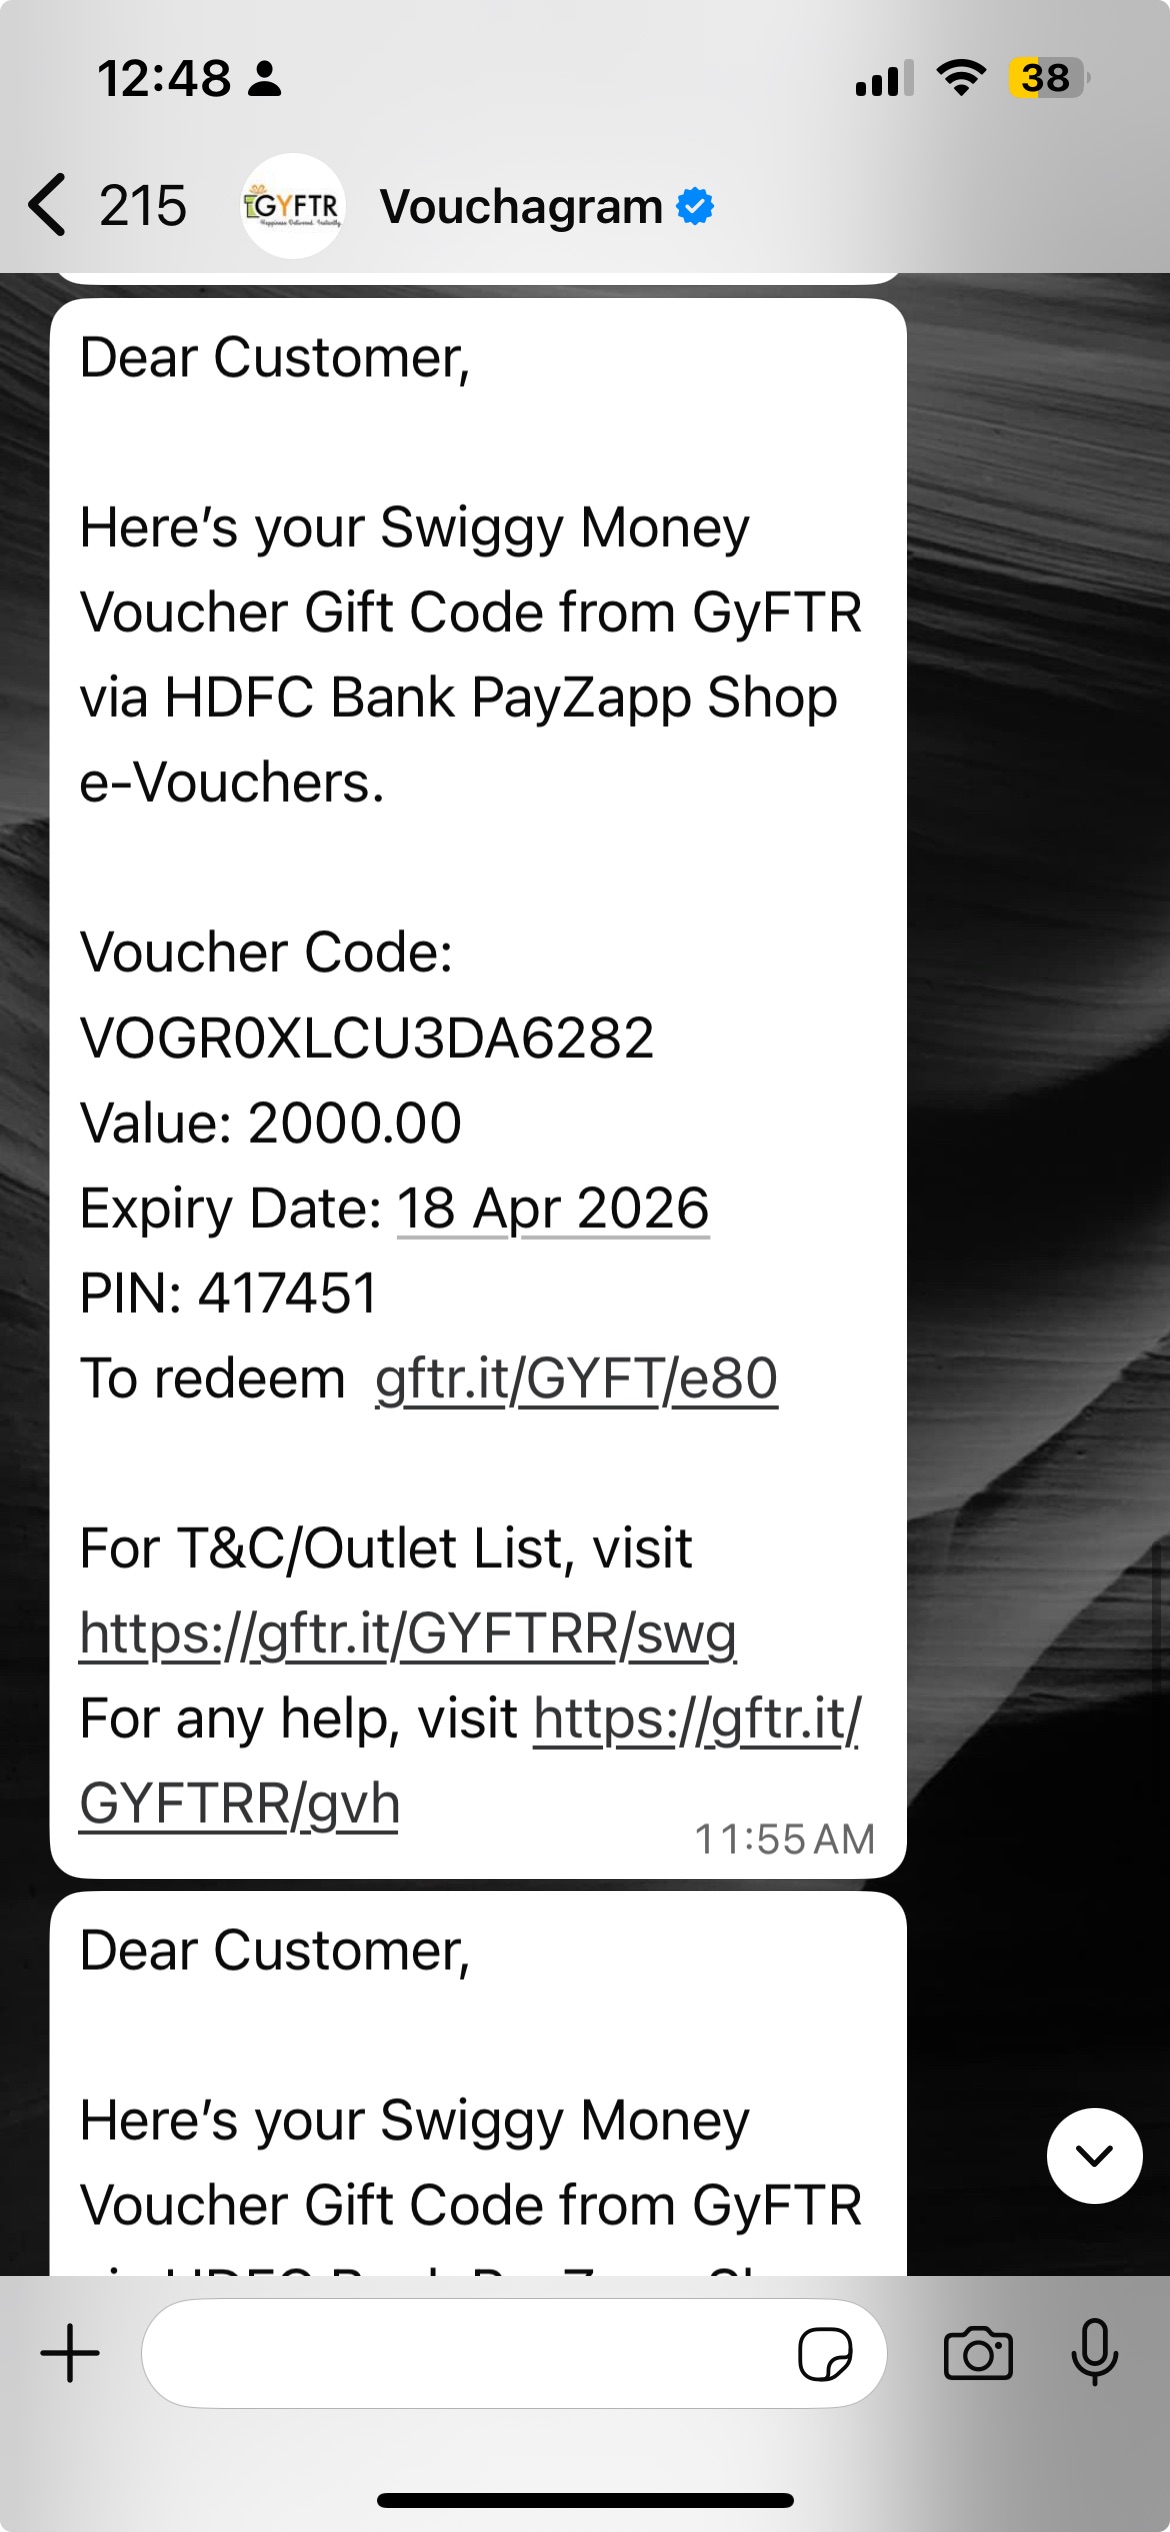 12:48
38
215
GYFTR
Happiness Delivered. Instantly.
Vouchagram
Dear Customer,
Here’s your Swiggy Money
Voucher Gift Code from GyFTR
via HDFC Bank PayZapp Shop
e-Vouchers.
Voucher Code:
VOGR0XLCU3DA6282
Value: 2000.00
Expiry Date: 18 Apr 2026
PIN: 417451
To redeem  gftr.it/GYFT/e80
For T&C/Outlet List, visit
https://gftr.it/GYFTRR/swg
For any help, visit https://gftr.it/
GYFTRR/gvh
11:55 AM
Dear Customer,
Here’s your Swiggy Money
Voucher Gift Code from GyFTR